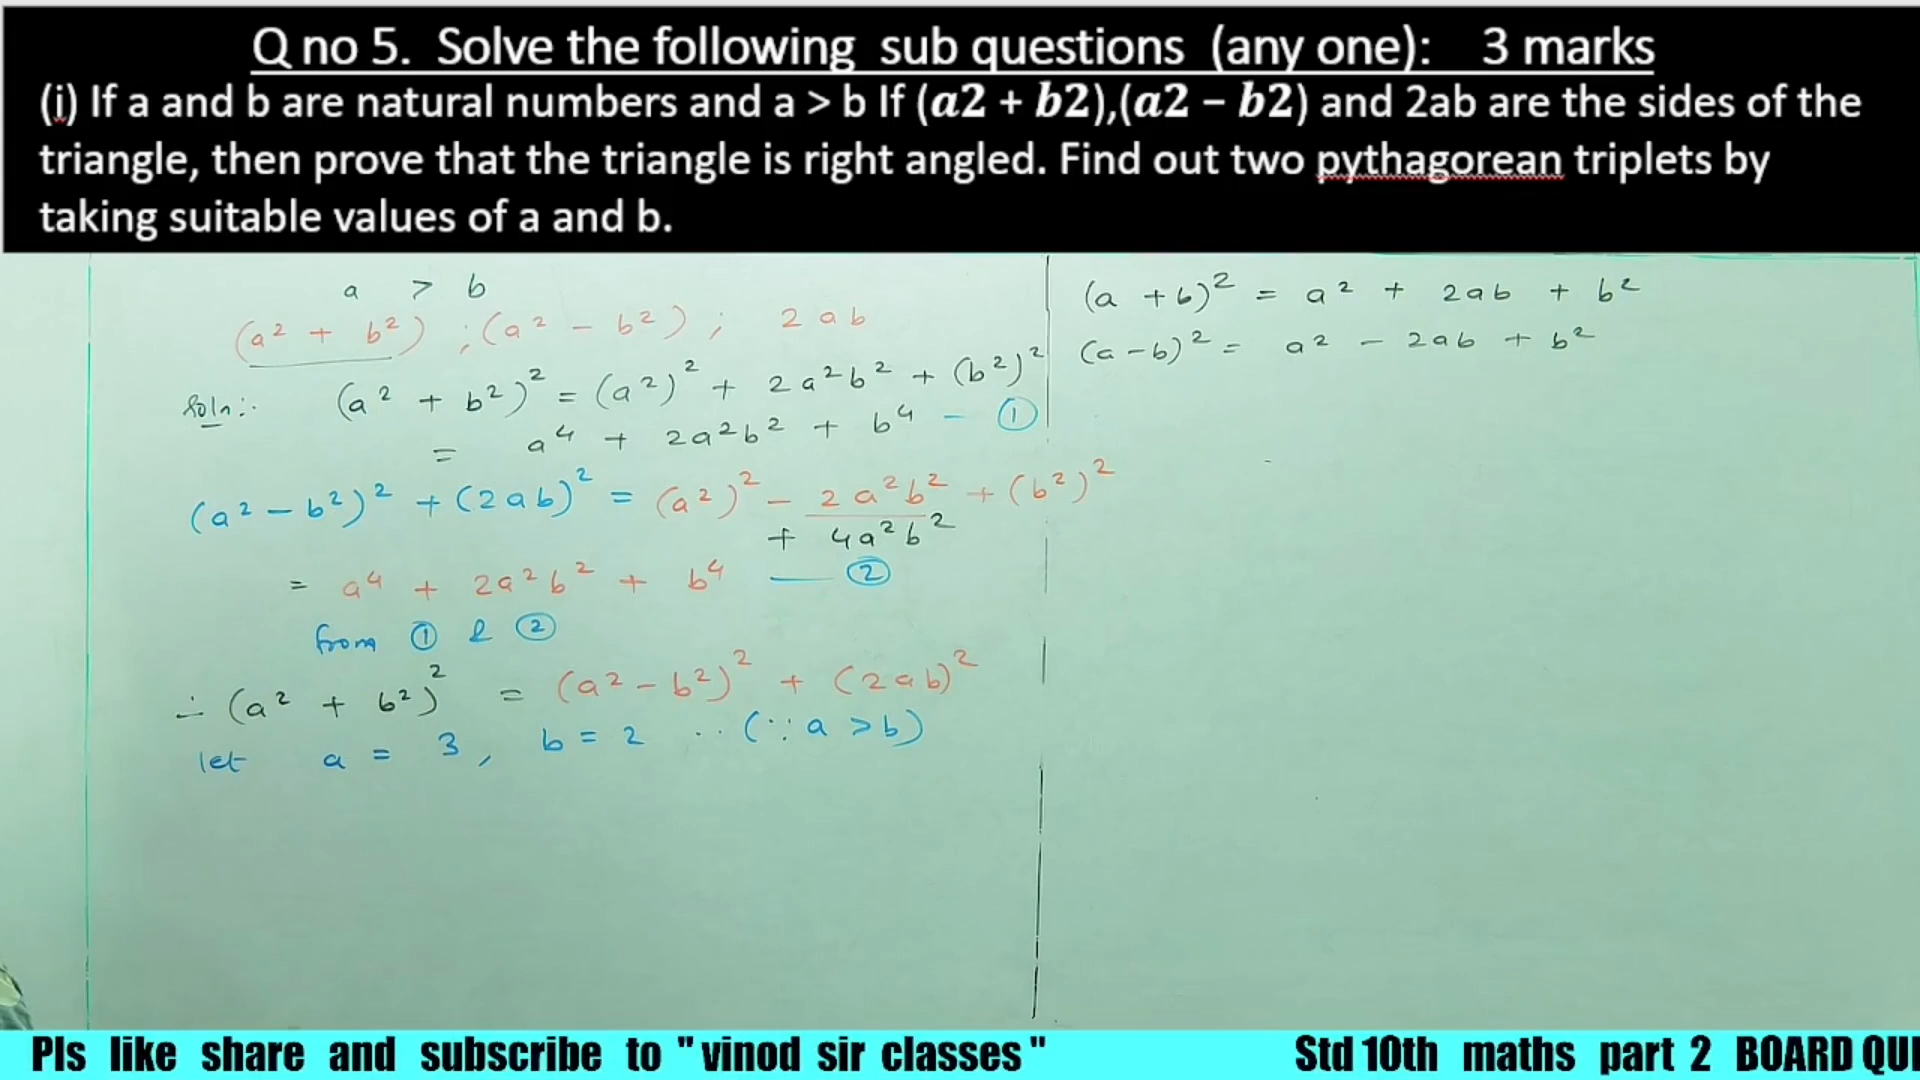 Q no 5. Solve the following sub questions (any one): 3 marks
(i) If a and b are natural numbers and a > b If (a2 + b2),(a2 – b2) and 2ab are the sides of the
triangle, then prove that the triangle is right angled. Find out two pythagorean triplets by
taking suitable values of a and b.
a > b
(a² + b²) ; (a² - b²) ; 2ab
Soln:- (a² + b²)² = (a²)² + 2a²b² + (b²)²
= a⁴ + 2a²b² + b⁴ — ①
(a² - b²)² + (2ab)² = (a²)² - 2a²b² + (b²)²
+ 4a²b²
= a⁴ + 2a²b² + b⁴ — ②
from ① & ②
∴ (a² + b²)² = (a² - b²)² + (2ab)²
let a = 3, b = 2 .. (∵ a > b)
(a + b)² = a² + 2ab + b²
(a - b)² = a² - 2ab + b²
Pls like share and subscribe to "vinod sir classes" Std 10th maths part 2 BOARD QUE